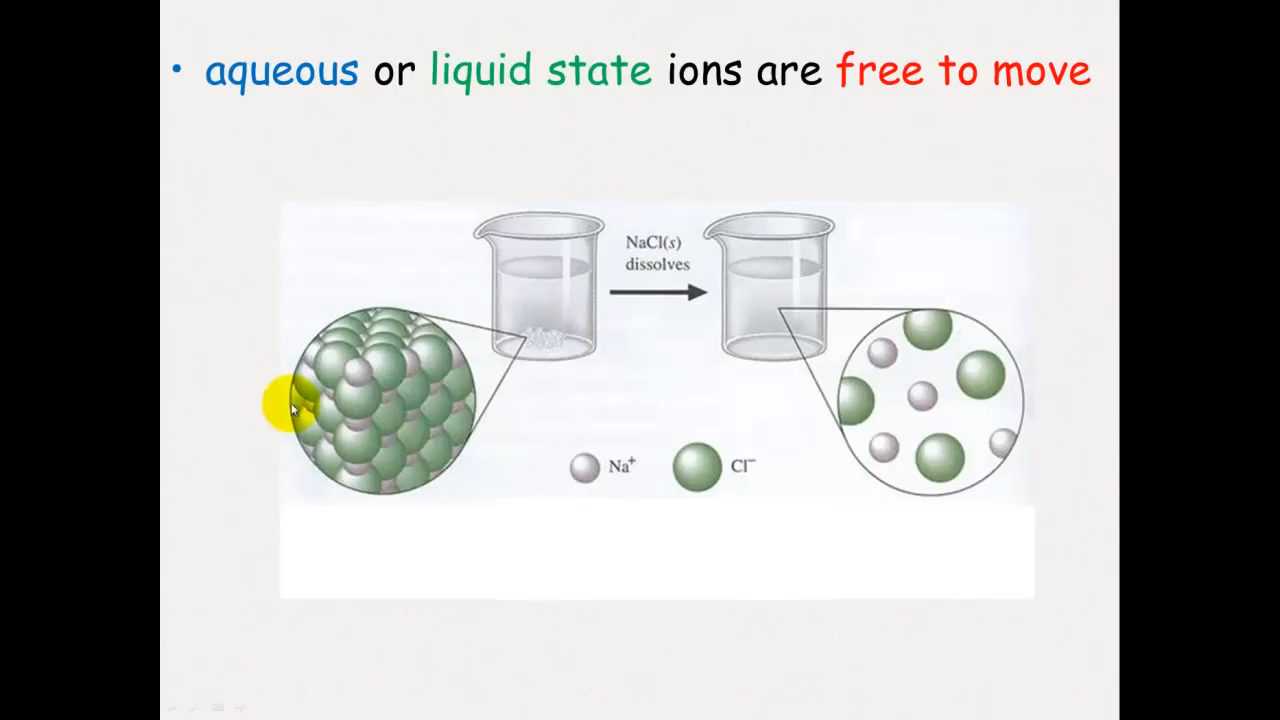 • aqueous or liquid state ions are free to move
NaCl(s)
dissolves
Na⁺
Cl⁻